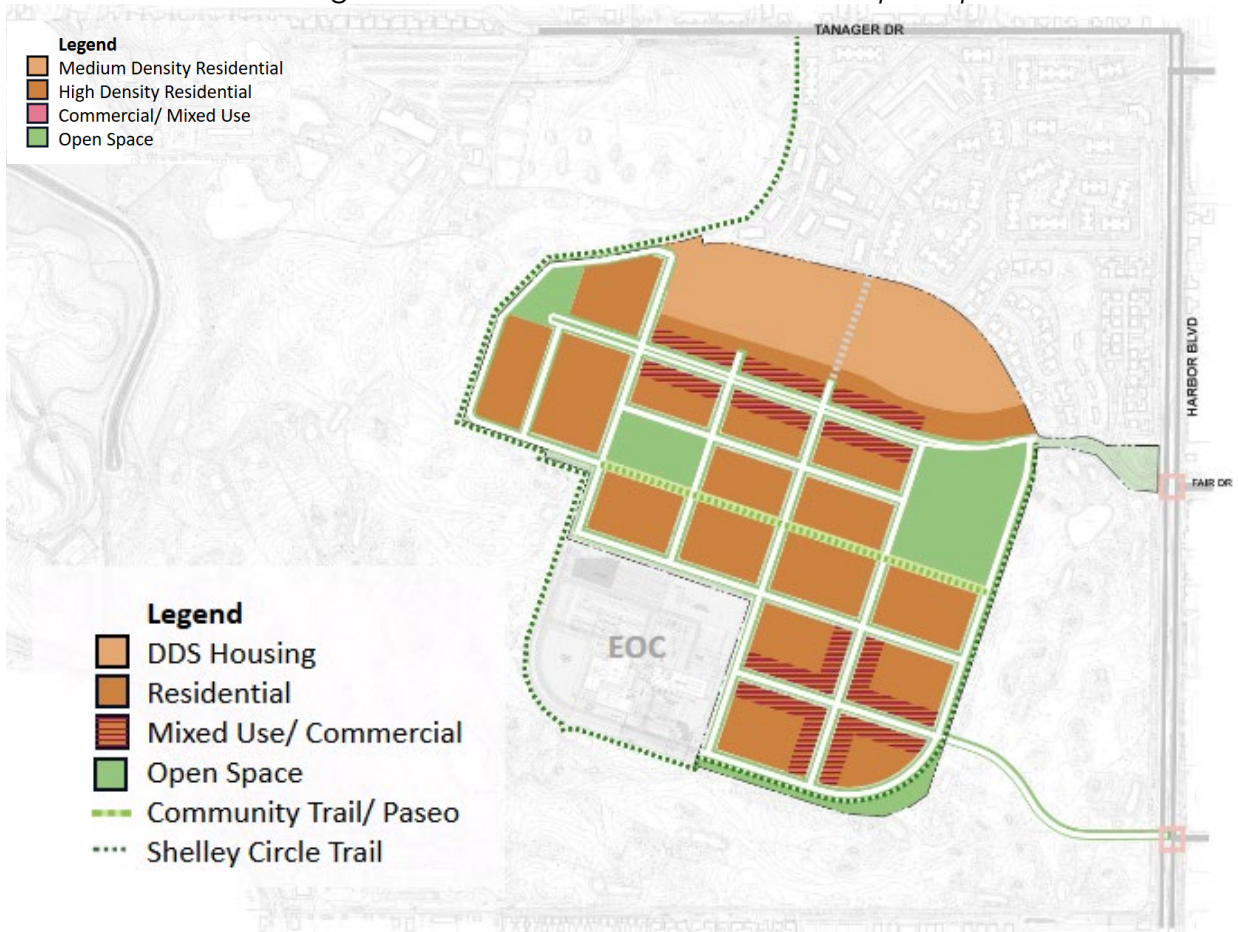 TANAGER DR
Legend
Medium Density Residential
High Density Residential
Commercial/ Mixed Use
Open Space
HARBOR BLVD
FAIR DR
EOC
Legend
DDS Housing
Residential
Mixed Use/ Commercial
Open Space
Community Trail/ Paseo
Shelley Circle Trail